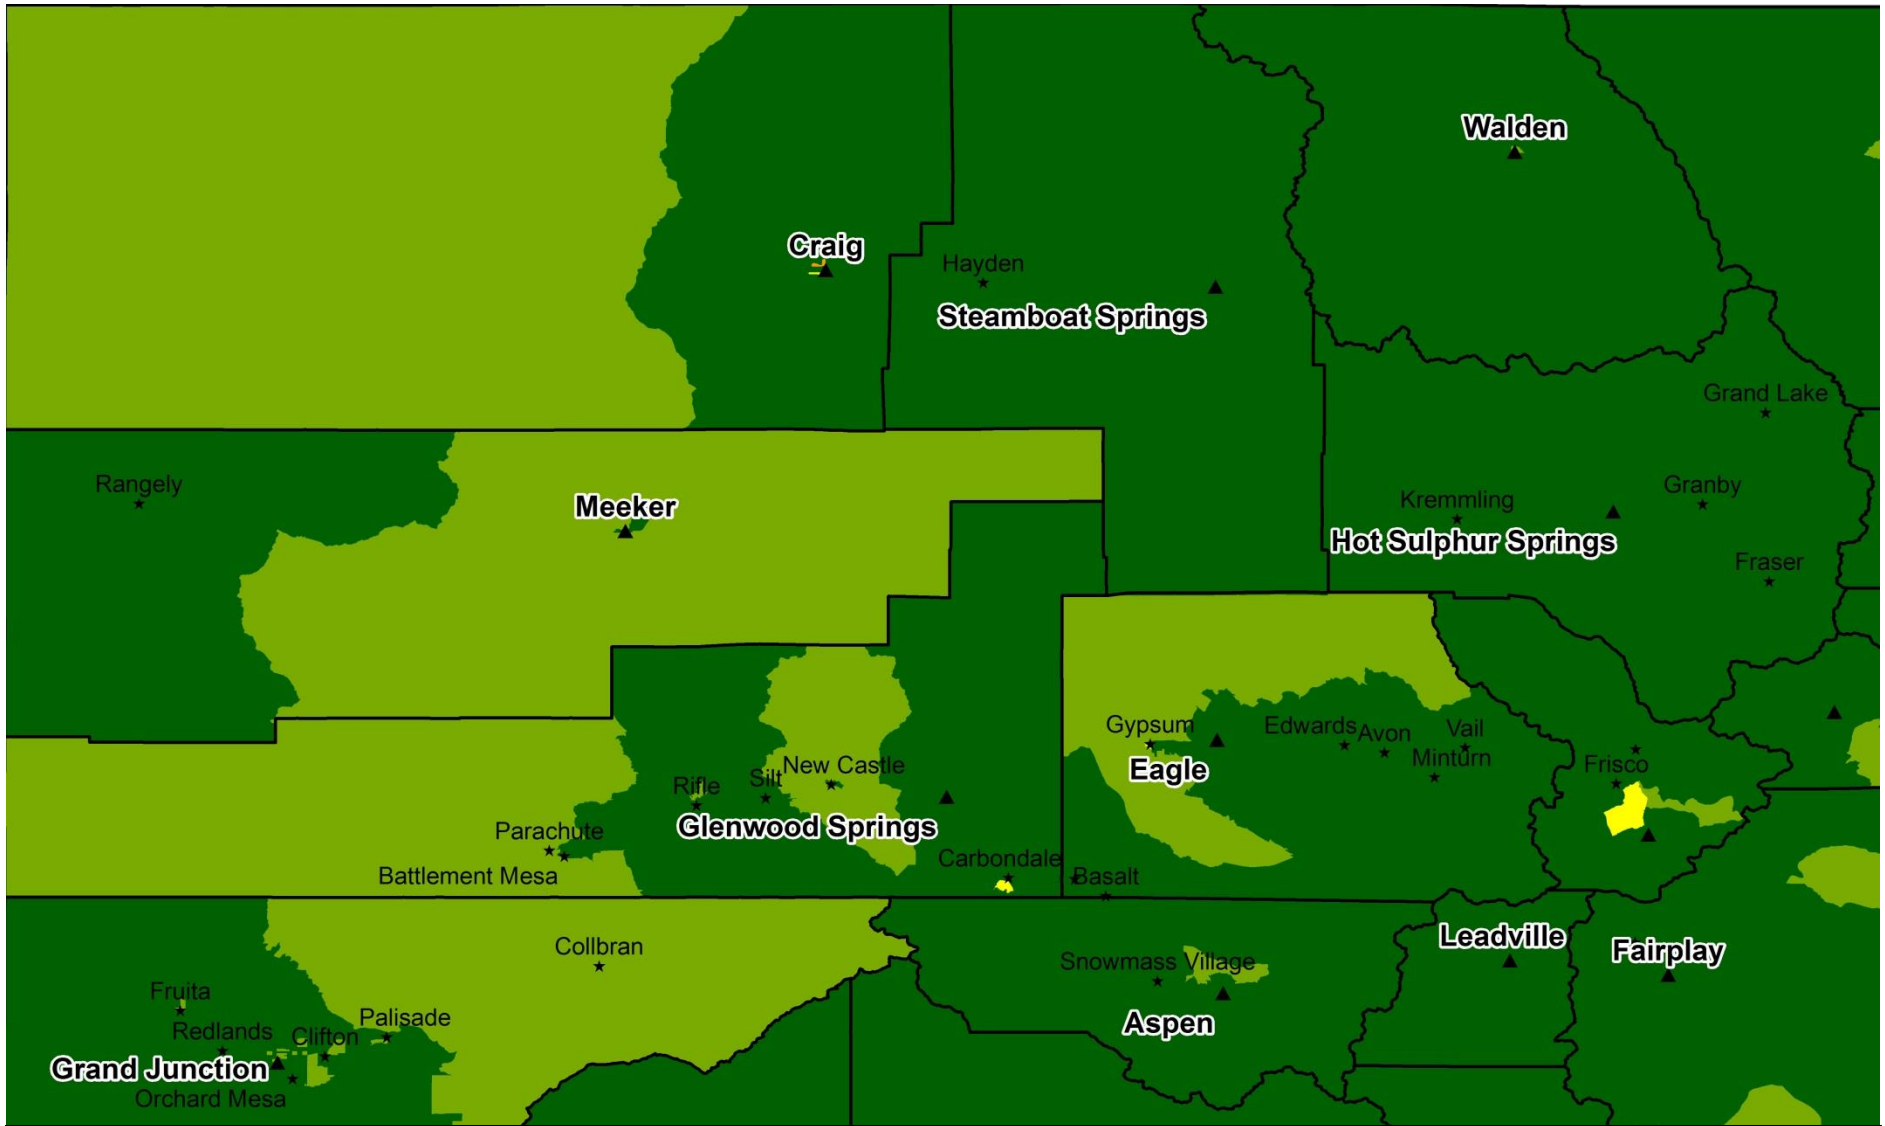 Walden
Craig
Hayden
Steamboat Springs
Grand Lake
Rangely
Meeker
Kremmling
Granby
Hot Sulphur Springs
Fraser
Gypsum
Edwards
Avon
Vail
Eagle
Minturn
Frisco
New Castle
Silt
Rifle
Glenwood Springs
Parachute
Battlement Mesa
Carbondale
Basalt
Collbran
Snowmass Village
Leadville
Fairplay
Aspen
Fruita
Redlands
Clifton
Palisade
Grand Junction
Orchard Mesa